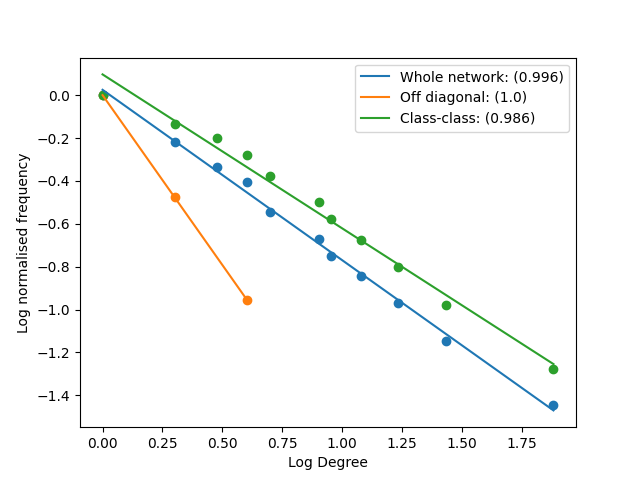 Whole network: (0.996)
Off diagonal: (1.0)
Class-class: (0.986)
Log normalised frequency
0.0
−0.2
−0.4
−0.6
−0.8
−1.0
−1.2
−1.4
0.00 0.25 0.50 0.75 1.00 1.25 1.50 1.75
Log Degree